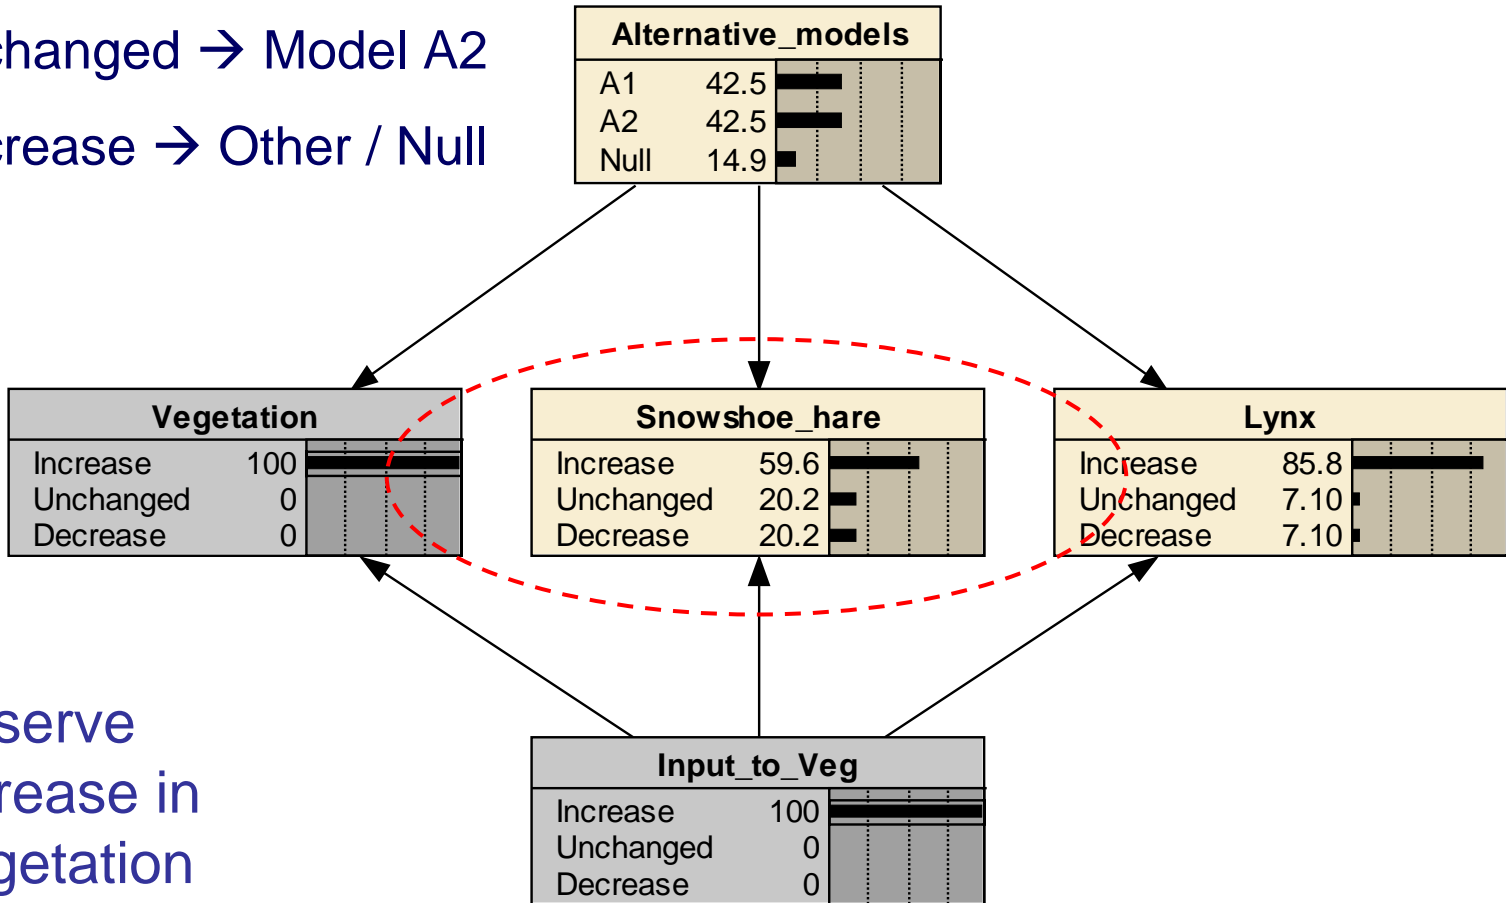 changed → Model A2
crease → Other / Null
Alternative_models
A1 42.5
A2 42.5
Null 14.9
Vegetation
Increase 100
Unchanged 0
Decrease 0
Snowshoe_hare
Increase 59.6
Unchanged 20.2
Decrease 20.2
Lynx
Increase 85.8
Unchanged 7.10
Decrease 7.10
serve
rease in
getation
Input_to_Veg
Increase 100
Unchanged 0
Decrease 0